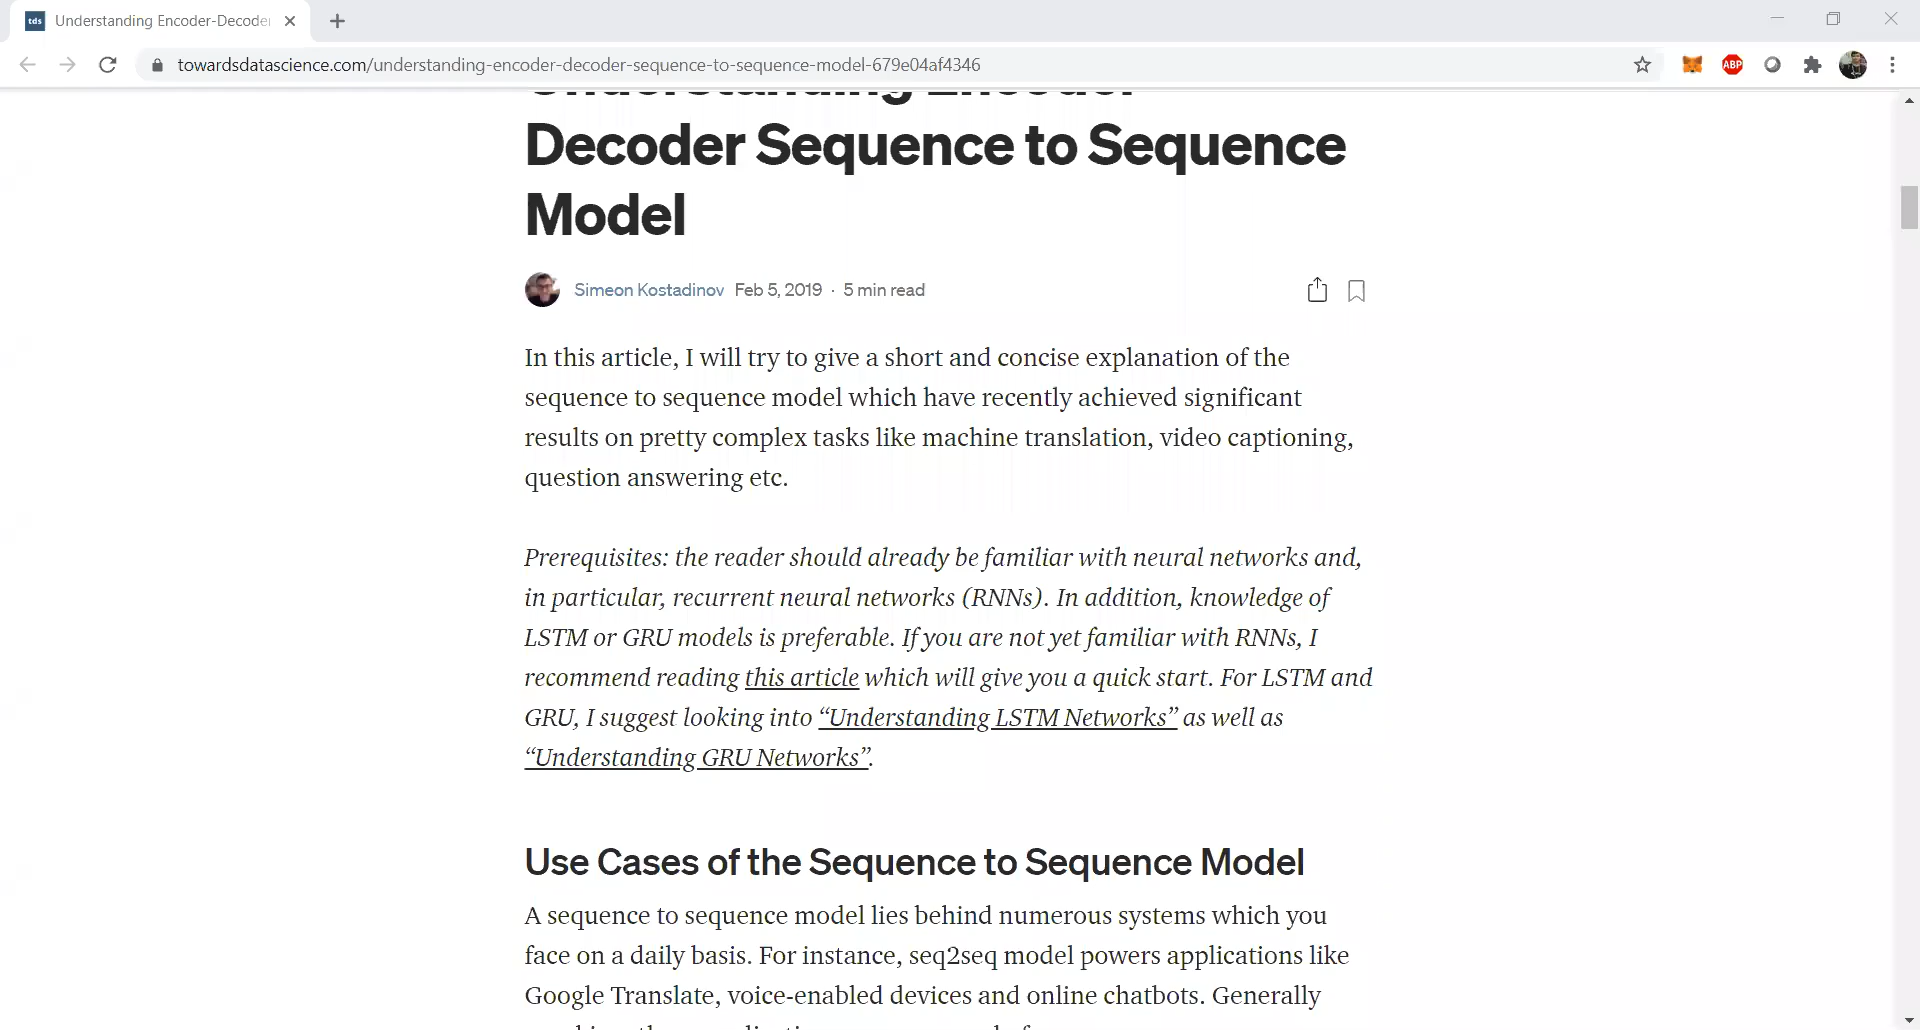 tds Understanding Encoder-Decoder
towardsdatascience.com/understanding-encoder-decoder-sequence-to-sequence-model-679e04af4346
ABP
Understanding Encoder
Decoder Sequence to Sequence
Model
Simeon Kostadinov Feb 5, 2019 · 5 min read
In this article, I will try to give a short and concise explanation of the
sequence to sequence model which have recently achieved significant
results on pretty complex tasks like machine translation, video captioning,
question answering etc.
Prerequisites: the reader should already be familiar with neural networks and,
in particular, recurrent neural networks (RNNs). In addition, knowledge of
LSTM or GRU models is preferable. If you are not yet familiar with RNNs, I
recommend reading this article which will give you a quick start. For LSTM and
GRU, I suggest looking into “Understanding LSTM Networks” as well as
“Understanding GRU Networks”.
Use Cases of the Sequence to Sequence Model
A sequence to sequence model lies behind numerous systems which you
face on a daily basis. For instance, seq2seq model powers applications like
Google Translate, voice-enabled devices and online chatbots. Generally